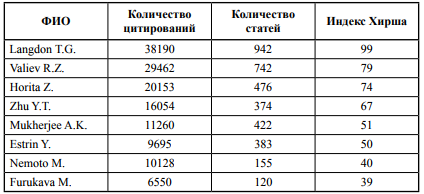 ФИО Количество цитирований Количество статей Индекс Хирша
Langdon T.G. 38190 942 99
Valiev R.Z. 29462 742 79
Horita Z. 20153 476 74
Zhu Y.T. 16054 374 67
Mukherjee A.K. 11260 422 51
Estrin Y. 9695 383 50
Nemoto M. 10128 155 40
Furukawa M. 6550 120 39